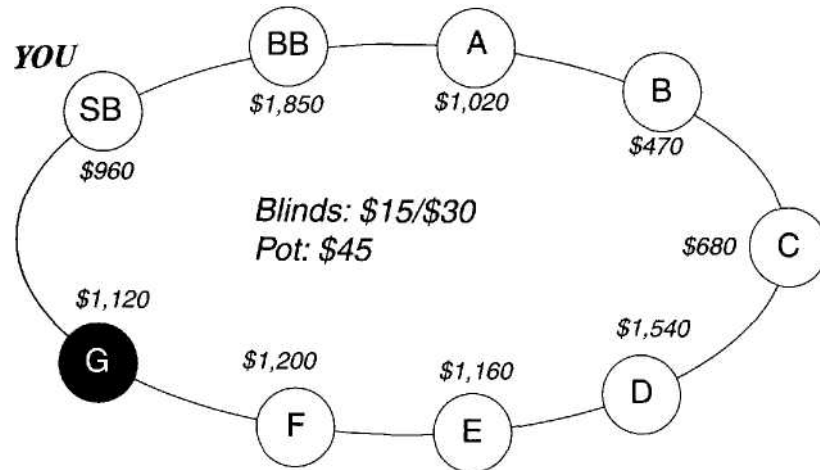 YOU
SB
$960
BB
$1,850
A
$1,020
B
$470
C
$680
D
$1,540
E
$1,160
F
$1,200
G
$1,120
Blinds: $15/$30
Pot: $45